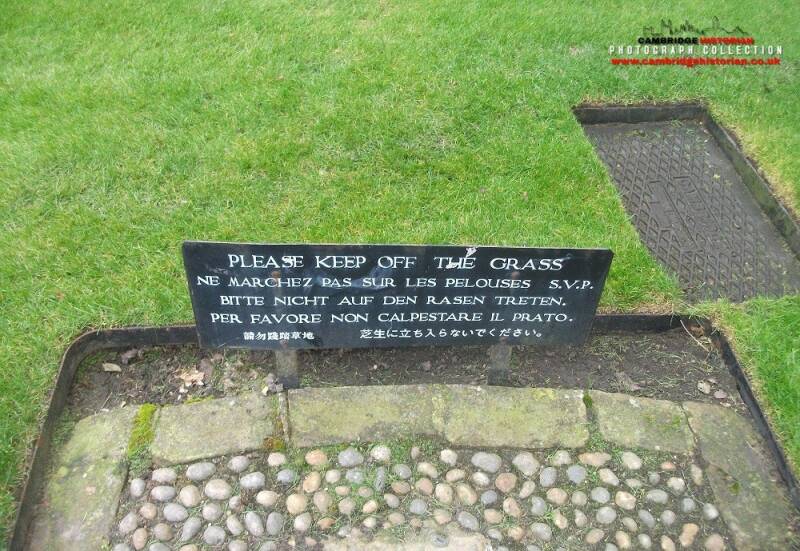 CAMBRIDGE HISTORIAN
PHOTOGRAPH COLLECTION
www.cambridgehistorian.co.uk
PLEASE KEEP OFF THE GRASS
NE MARCHEZ PAS SUR LES PELOUSES S.V.P.
BITTE NICHT AUF DEN RASEN TRETEN.
PER FAVORE NON CALPESTARE IL PRATO.
請勿踐踏草地 芝生に立ち入らないでください。